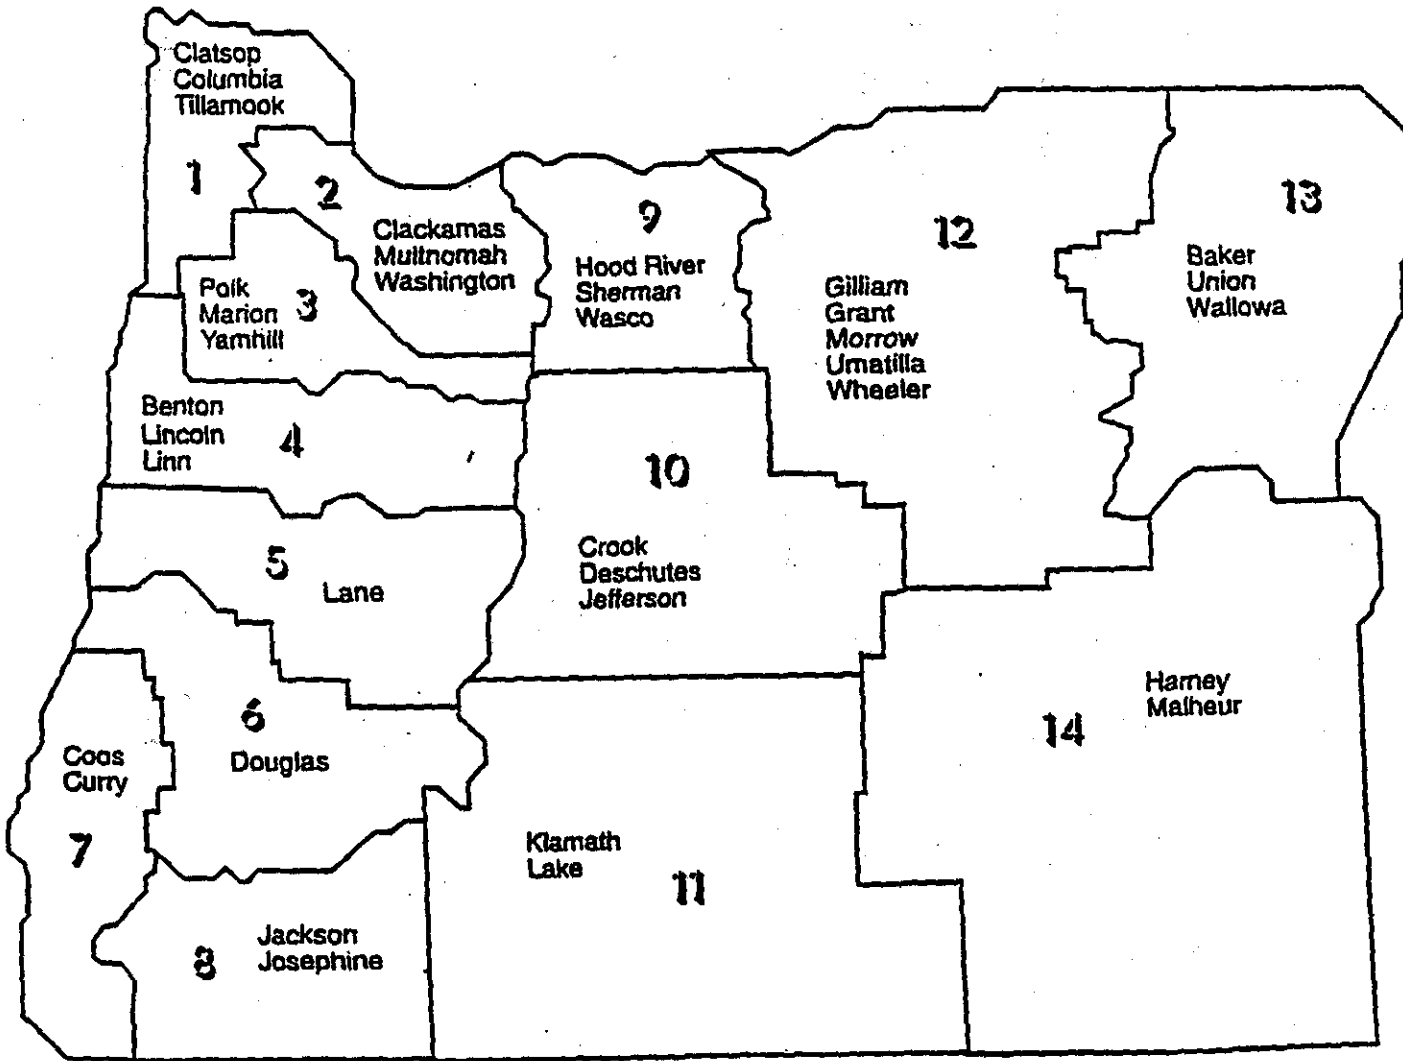 Clatsop
Columbia
Tillamook
1
2
Clackamas
Multnomah
Washington
Polk
Marion
Yamhill
3
Benton
Lincoln
Linn
4
5
Lane
6
Douglas
Coos
Curry
7
8
Jackson
Josephine
9
Hood River
Sherman
Wasco
10
Crook
Deschutes
Jefferson
Klamath
Lake
11
12
Gilliam
Grant
Morrow
Umatilla
Wheeler
13
Baker
Union
Wallowa
Harney
Malheur
14